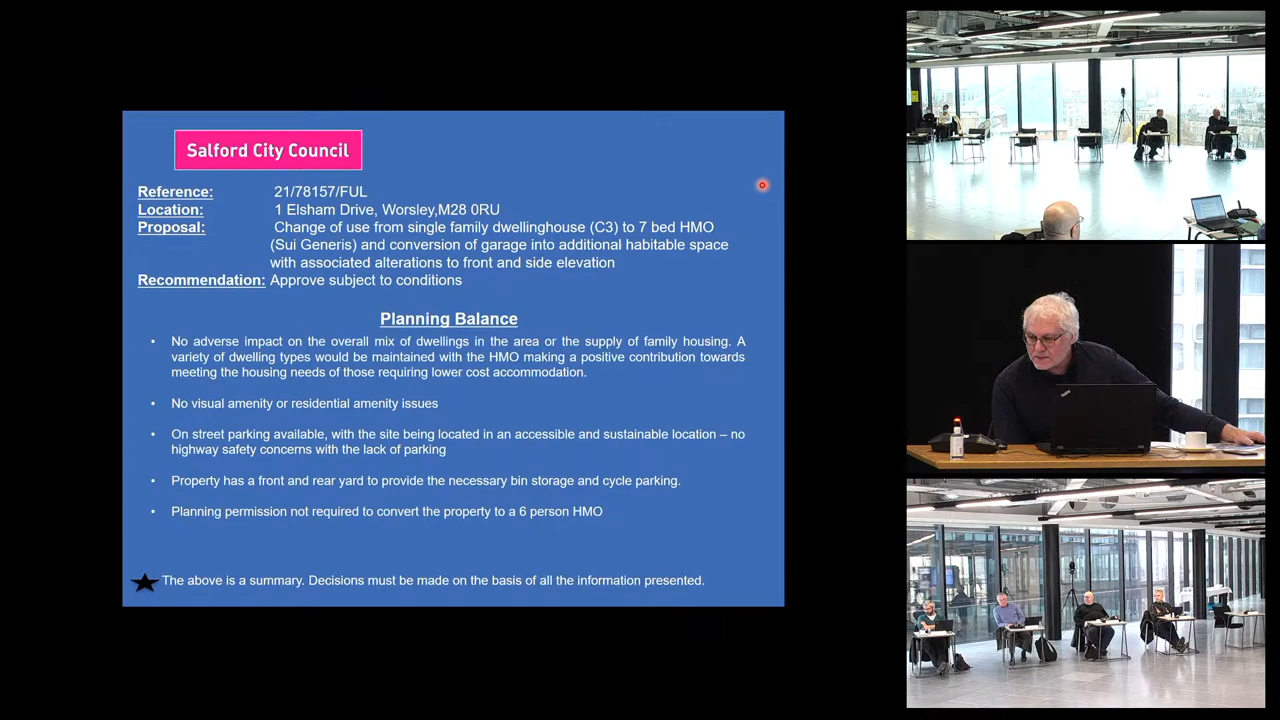 Salford City Council
Reference: 21/78157/FUL
Location: 1 Elsham Drive, Worsley,M28 0RU
Proposal: Change of use from single family dwellinghouse (C3) to 7 bed HMO
(Sui Generis) and conversion of garage into additional habitable space
with associated alterations to front and side elevation
Recommendation: Approve subject to conditions
Planning Balance
• No adverse impact on the overall mix of dwellings in the area or the supply of family housing. A
variety of dwelling types would be maintained with the HMO making a positive contribution towards
meeting the housing needs of those requiring lower cost accommodation.
• No visual amenity or residential amenity issues
• On street parking available, with the site being located in an accessible and sustainable location – no
highway safety concerns with the lack of parking
• Property has a front and rear yard to provide the necessary bin storage and cycle parking.
• Planning permission not required to convert the property to a 6 person HMO
The above is a summary. Decisions must be made on the basis of all the information presented.